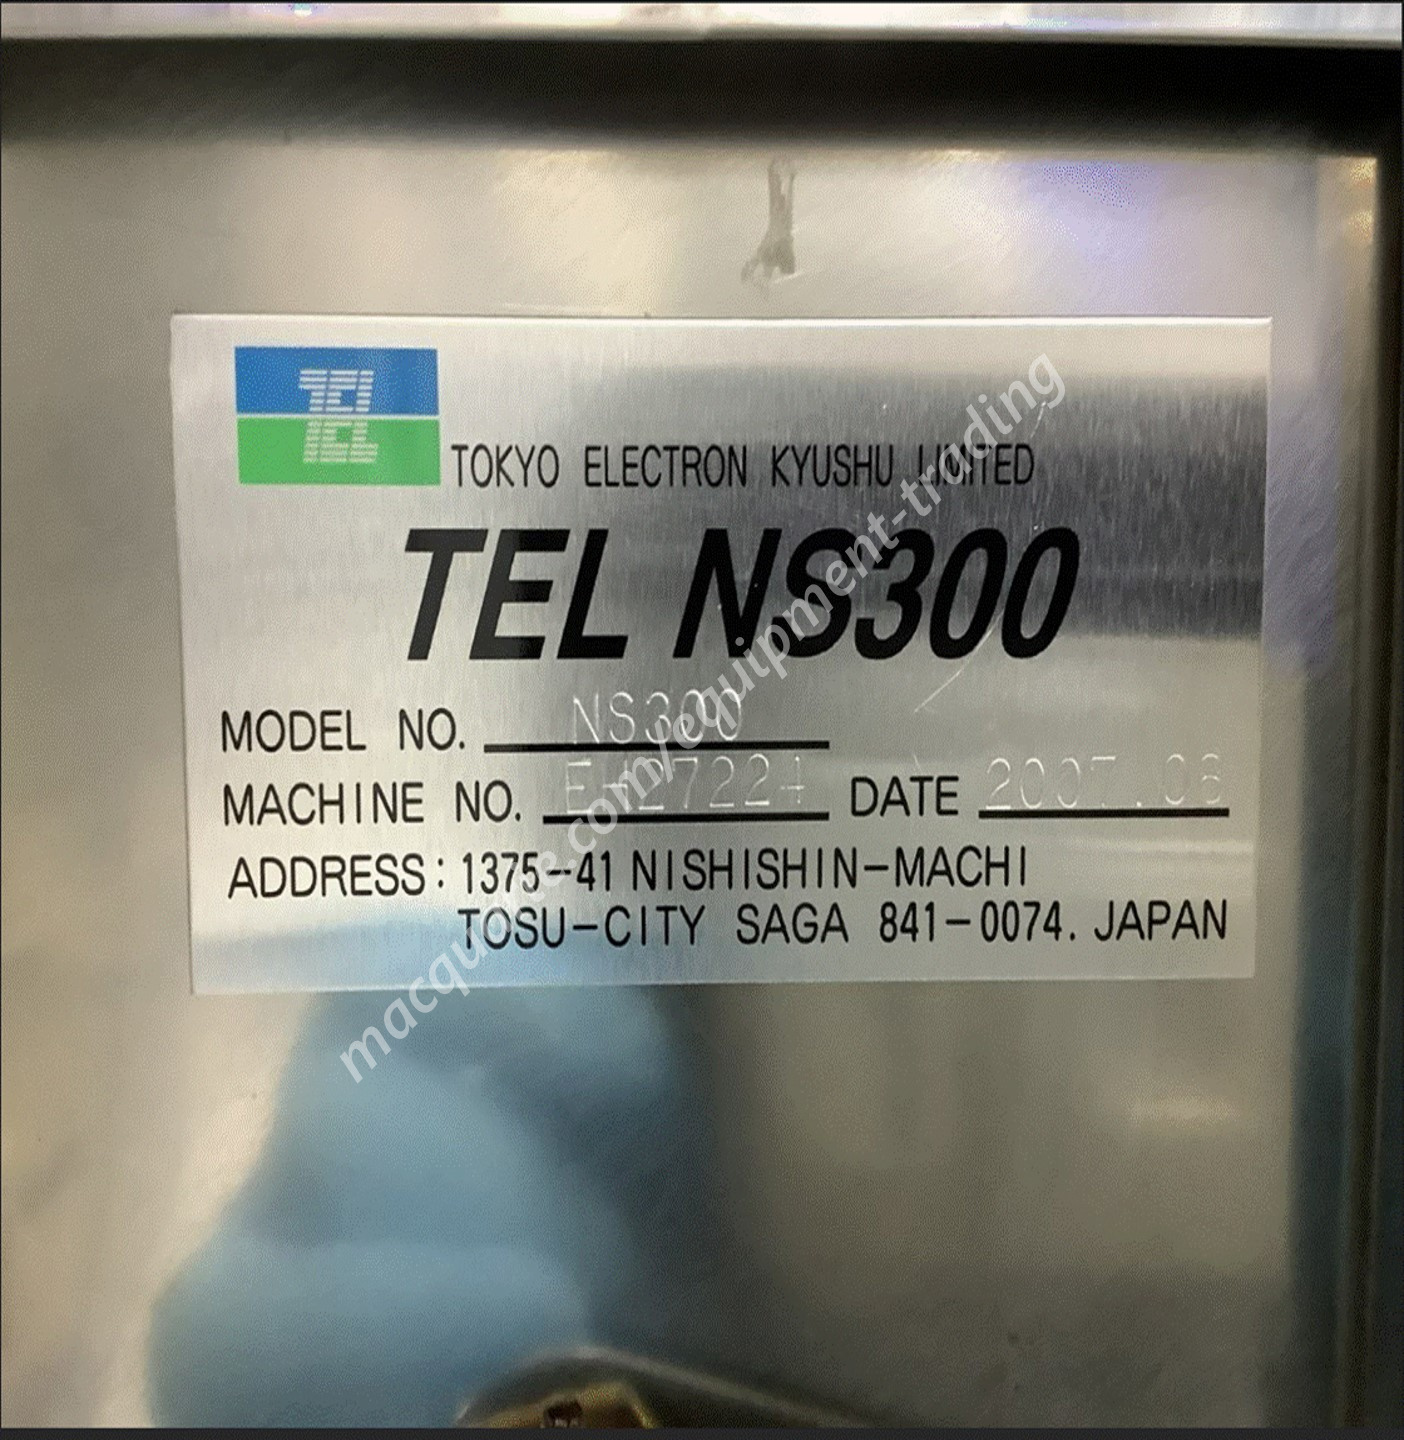 TEL
TEL
TOKYO ELECTRON KYUSHU LIMITED
TEL NS300
MODEL NO. NS300
MACHINE NO. DATE
ADDRESS: 1375-41 NISHISHIN-MACHI
TOSU-CITY SAGA 841-0074. JAPAN